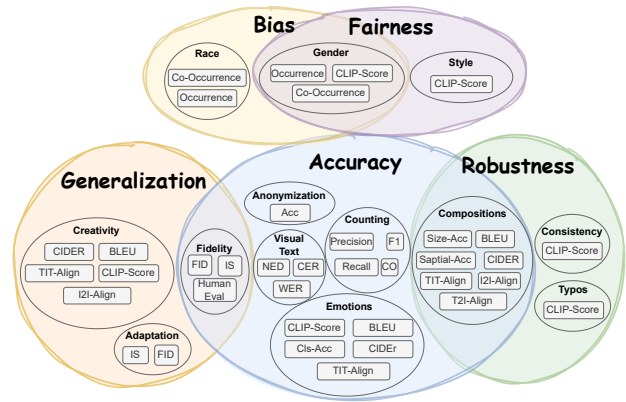 Bias
Fairness
Race
Co-Occurrence
Occurrence
Gender
Occurrence
CLIP-Score
Co-Occurrence
Style
CLIP-Score
Generalization
Accuracy
Robustness
Creativity
CIDER
BLEU
TIT-Align
CLIP-Score
I2I-Align
Adaptation
IS
FID
Fidelity
FID
IS
Human
Eval
Anonymization
Acc
Visual
Text
NED
CER
WER
Counting
Precision
F1
Recall
CO
Emotions
CLIP-Score
BLEU
Cls-Acc
CIDEr
TIT-Align
Compositions
Size-Acc
BLEU
Saptial-Acc
CIDER
TIT-Align
I2I-Align
T2I-Align
Consistency
CLIP-Score
Typos
CLIP-Score